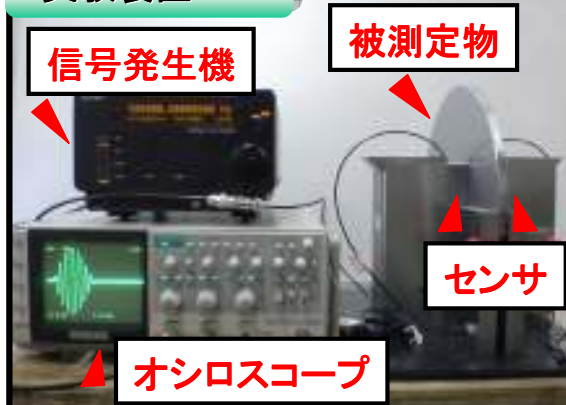 信号発生機
被測定物
センサ
オシロスコープ